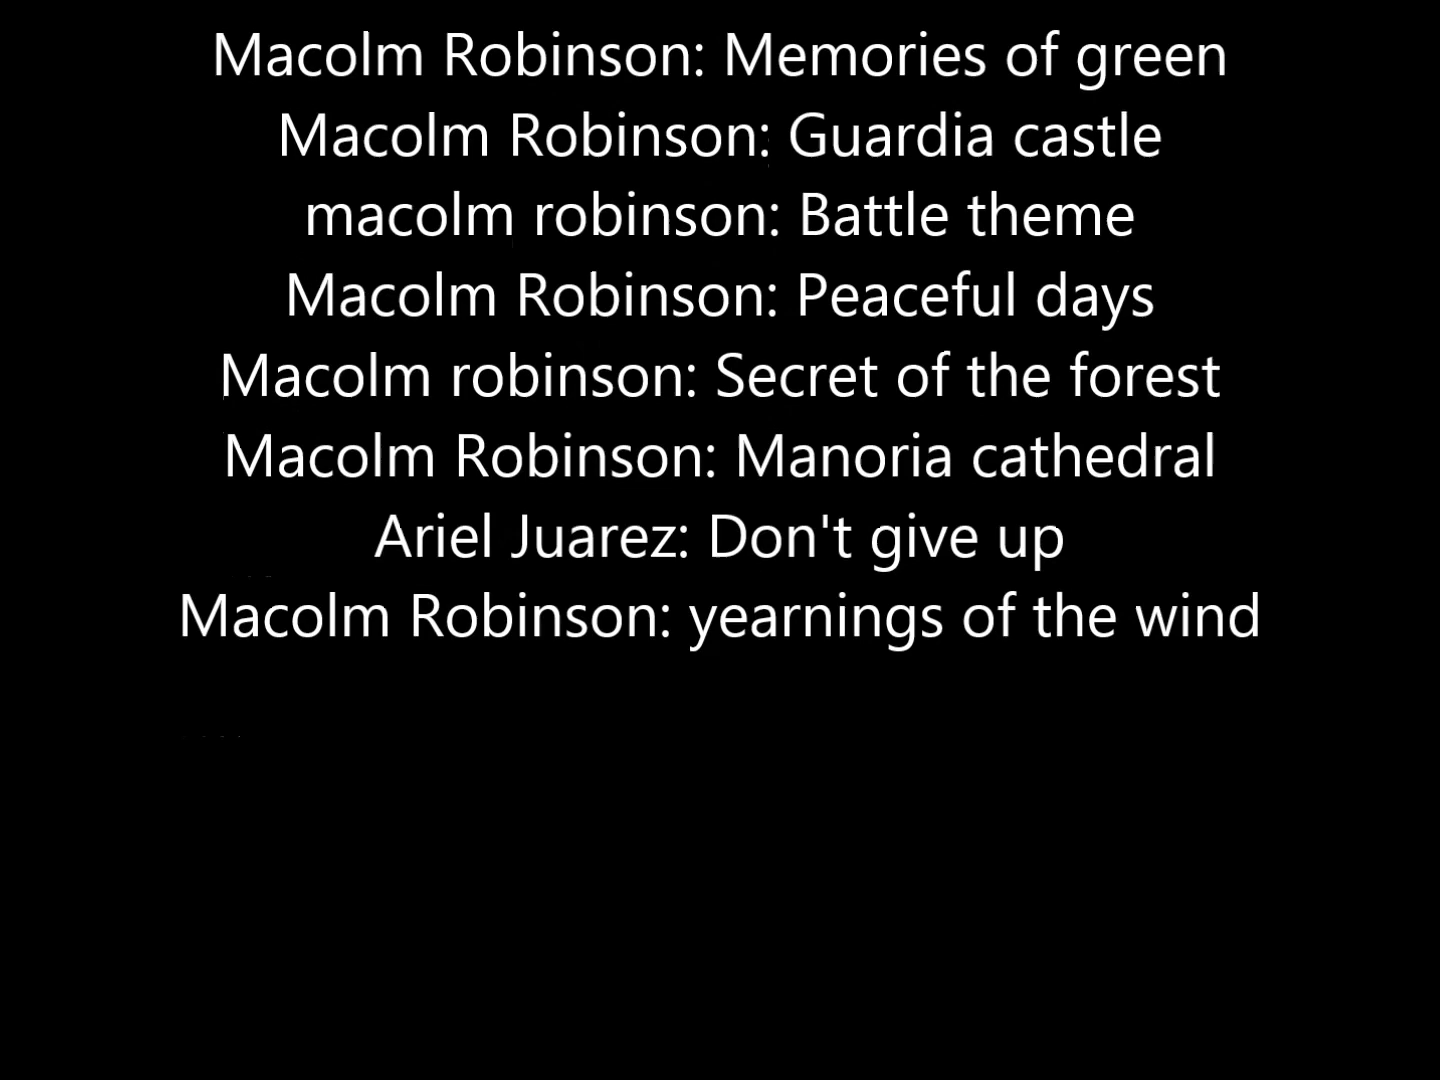 Macolm Robinson: Memories of green
Macolm Robinson: Guardia castle
macolm robinson: Battle theme
Macolm Robinson: Peaceful days
Macolm robinson: Secret of the forest
Macolm Robinson: Manoria cathedral
Ariel Juarez: Don't give up
Macolm Robinson: yearnings of the wind